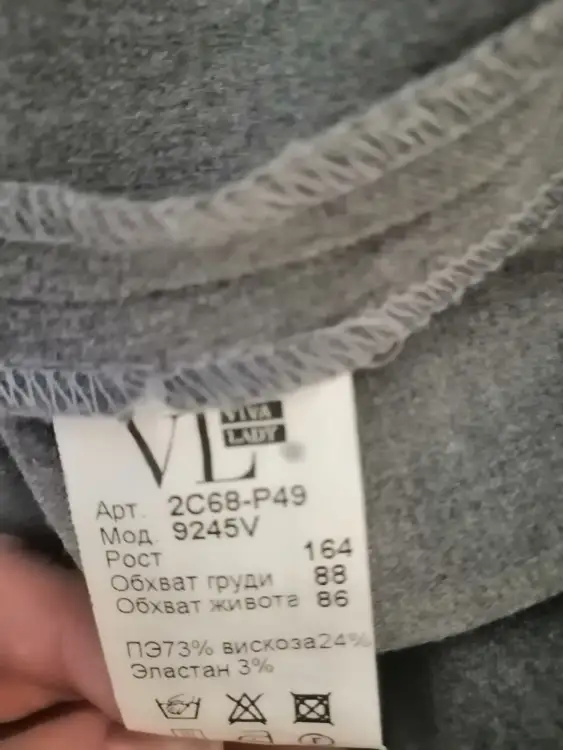 VL VIVA
LADY
Арт. 2С68-Р49
Мод. 9245V
Рост 164
Обхват груди 88
Обхват живота 86
ПЭ73% вискоза24%
Эластан 3%